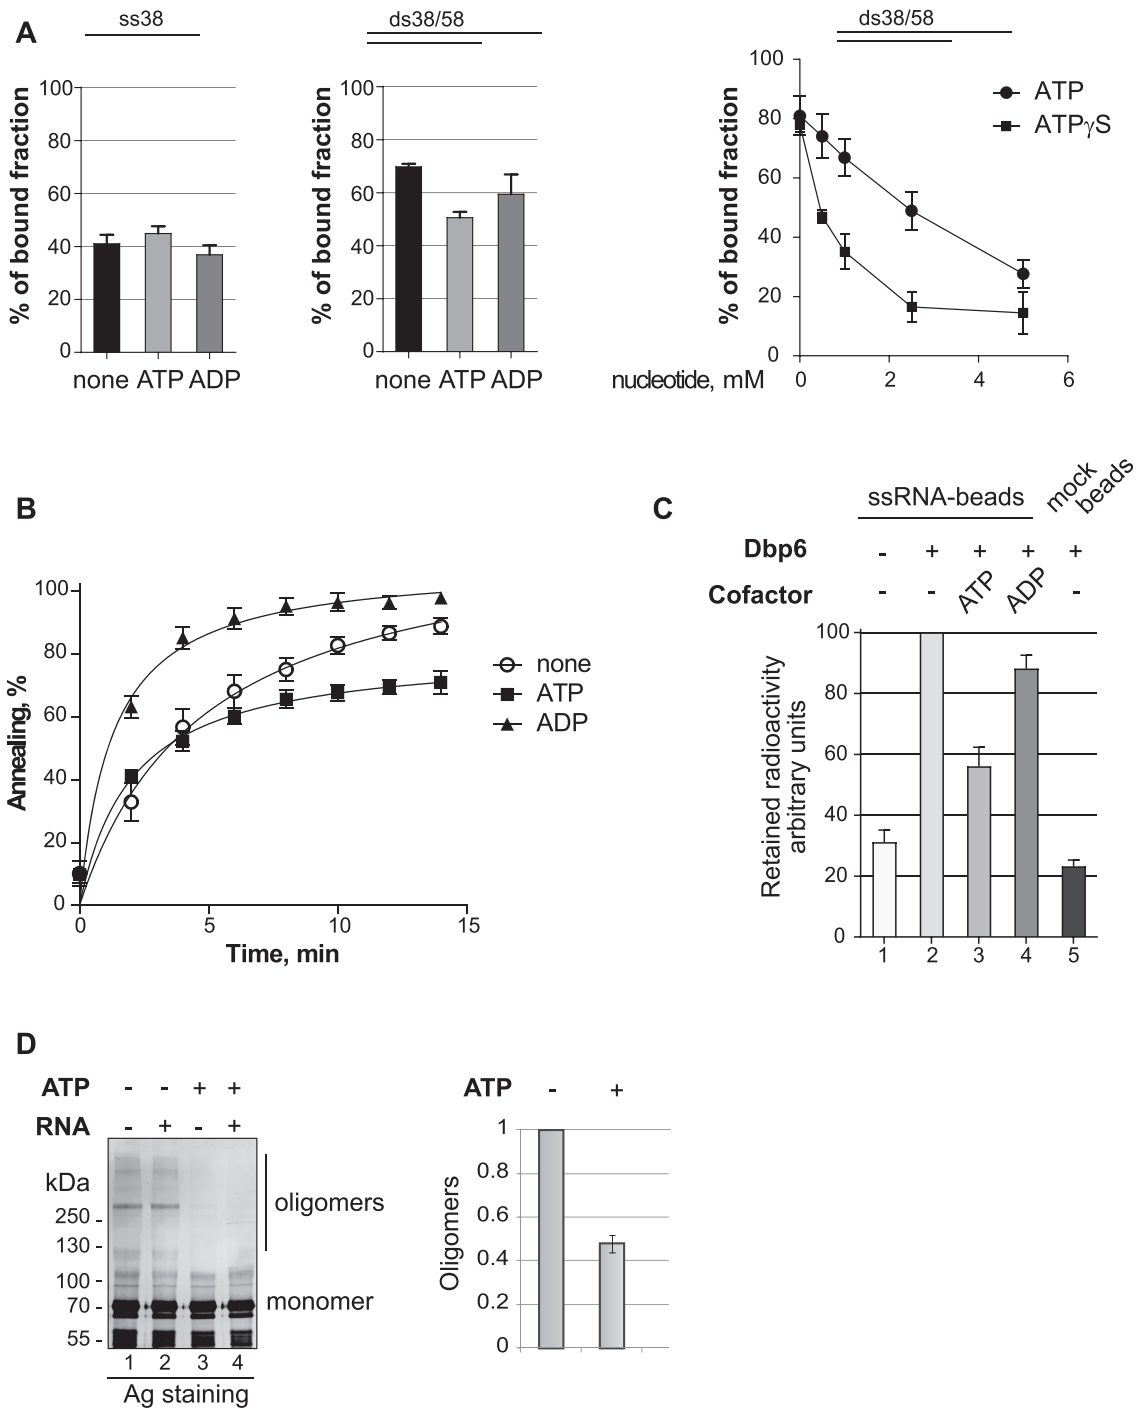 A
ss38
% of bound fraction
100
80
60
40
20
0
none ATP ADP
ds38/58
% of bound fraction
100
80
60
40
20
0
none ATP ADP
ds38/58
% of bound fraction
100
80
60
40
20
0
ATP
ATPγS
nucleotide, mM
0 2 4 6
B
Annealing, %
100
80
60
40
20
0
0 5 10 15
Time, min
none
ATP
ADP
C
ssRNA-beads
mock
beads
Dbp6 - + + + +
Cofactor - ATP ADP -
Retained radioactivity
arbitrary units
100
80
60
40
20
0
1 2 3 4 5
D
ATP - - + +
RNA - + - +
kDa
250
130
100
70
55
oligomers
monomer
1 2 3 4
Ag staining
ATP - +
Oligomers
1
0.8
0.6
0.4
0.2
0